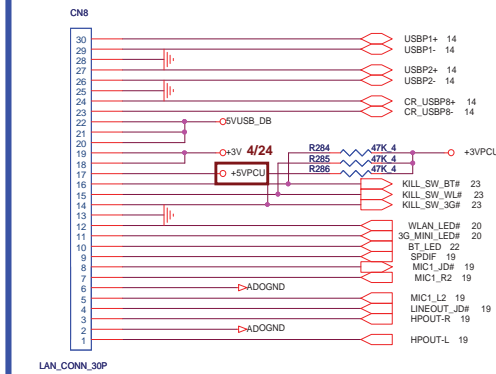 CN8
30 USBP1+ 14
29 USBP1- 14
28
27 USBP2+ 14
26 USBP2- 14
25
24 CR_USBP8+ 14
23 CR_USBP8- 14
22 5VUSB_DB
21
20
19 +3V 4/24 R284 47K_4 +3VPCU
18 R285 47K_4
17 +5VPCU R286 47K_4
16 KILL_SW_BT# 23
15 KILL_SW_WL# 23
14 KILL_SW_3G# 23
13
12 WLAN_LED# 20
11 3G_MINI_LED# 20
10 BT_LED 22
9 SPDIF 19
8 MIC1_JD# 19
7 MIC1_R2 19
6 ADOGND
5 MIC1_L2 19
4 LINEOUT_JD# 19
3 HPOUT-R 19
2 ADOGND
1 HPOUT-L 19
LAN_CONN_30P